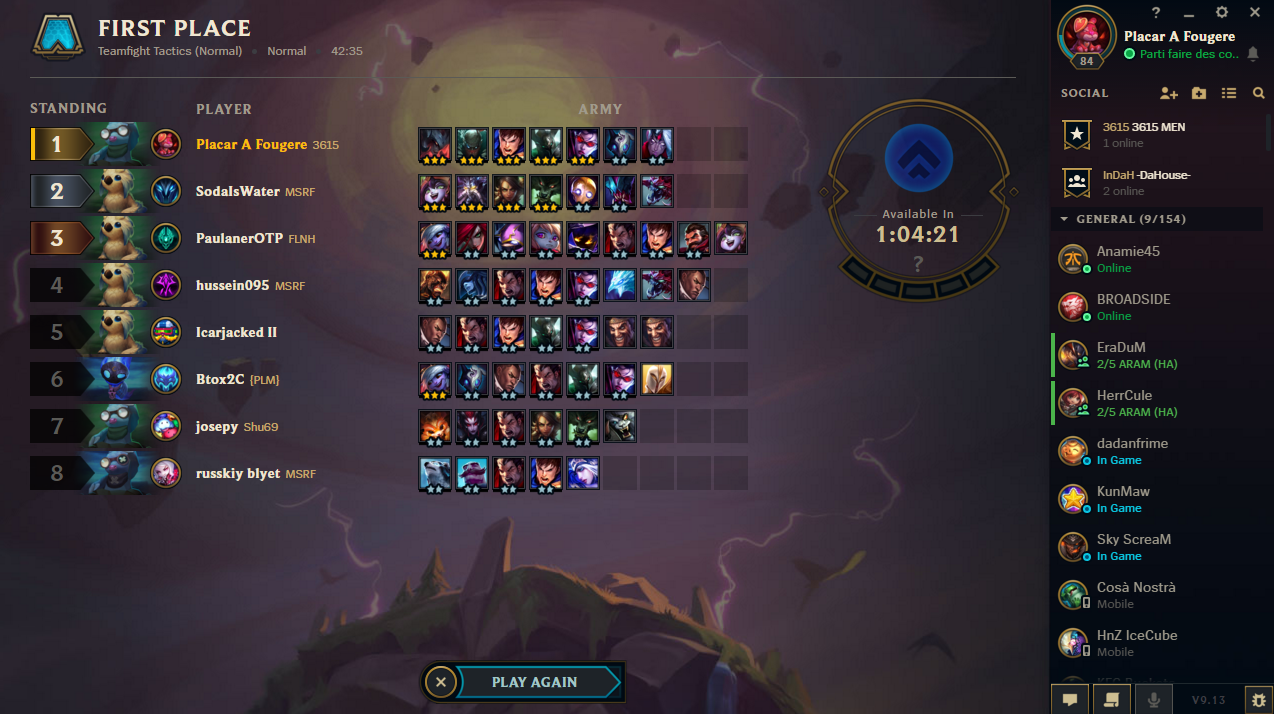 FIRST PLACE
Teamfight Tactics (Normal) • Normal • 42:35
STANDING PLAYER ARMY
1 Placar A Fougere 3615
2 SodaIsWater MSRF
3 PaulanerOTP FLNH
4 hussein095 MSRF
5 Icarjacked II
6 Btox2C {PLM}
7 josepy Shu69
8 russkiy blyet MSRF
Available In
1:04:21
?
PLAY AGAIN
?
Placar A Fougere
84
Parti faire des co..
SOCIAL
3615 3615 MEN
1 online
InDaH -DaHouse-
2 online
GENERAL (9/154)
Anamie45
Online
BROADSIDE
Online
EraDuM
2/5 ARAM (HA)
HerrCule
2/5 ARAM (HA)
dadanfrime
In Game
KunMaw
In Game
Sky ScreaM
In Game
Cosà Nostrà
Mobile
HnZ IceCube
Mobile
V9.13